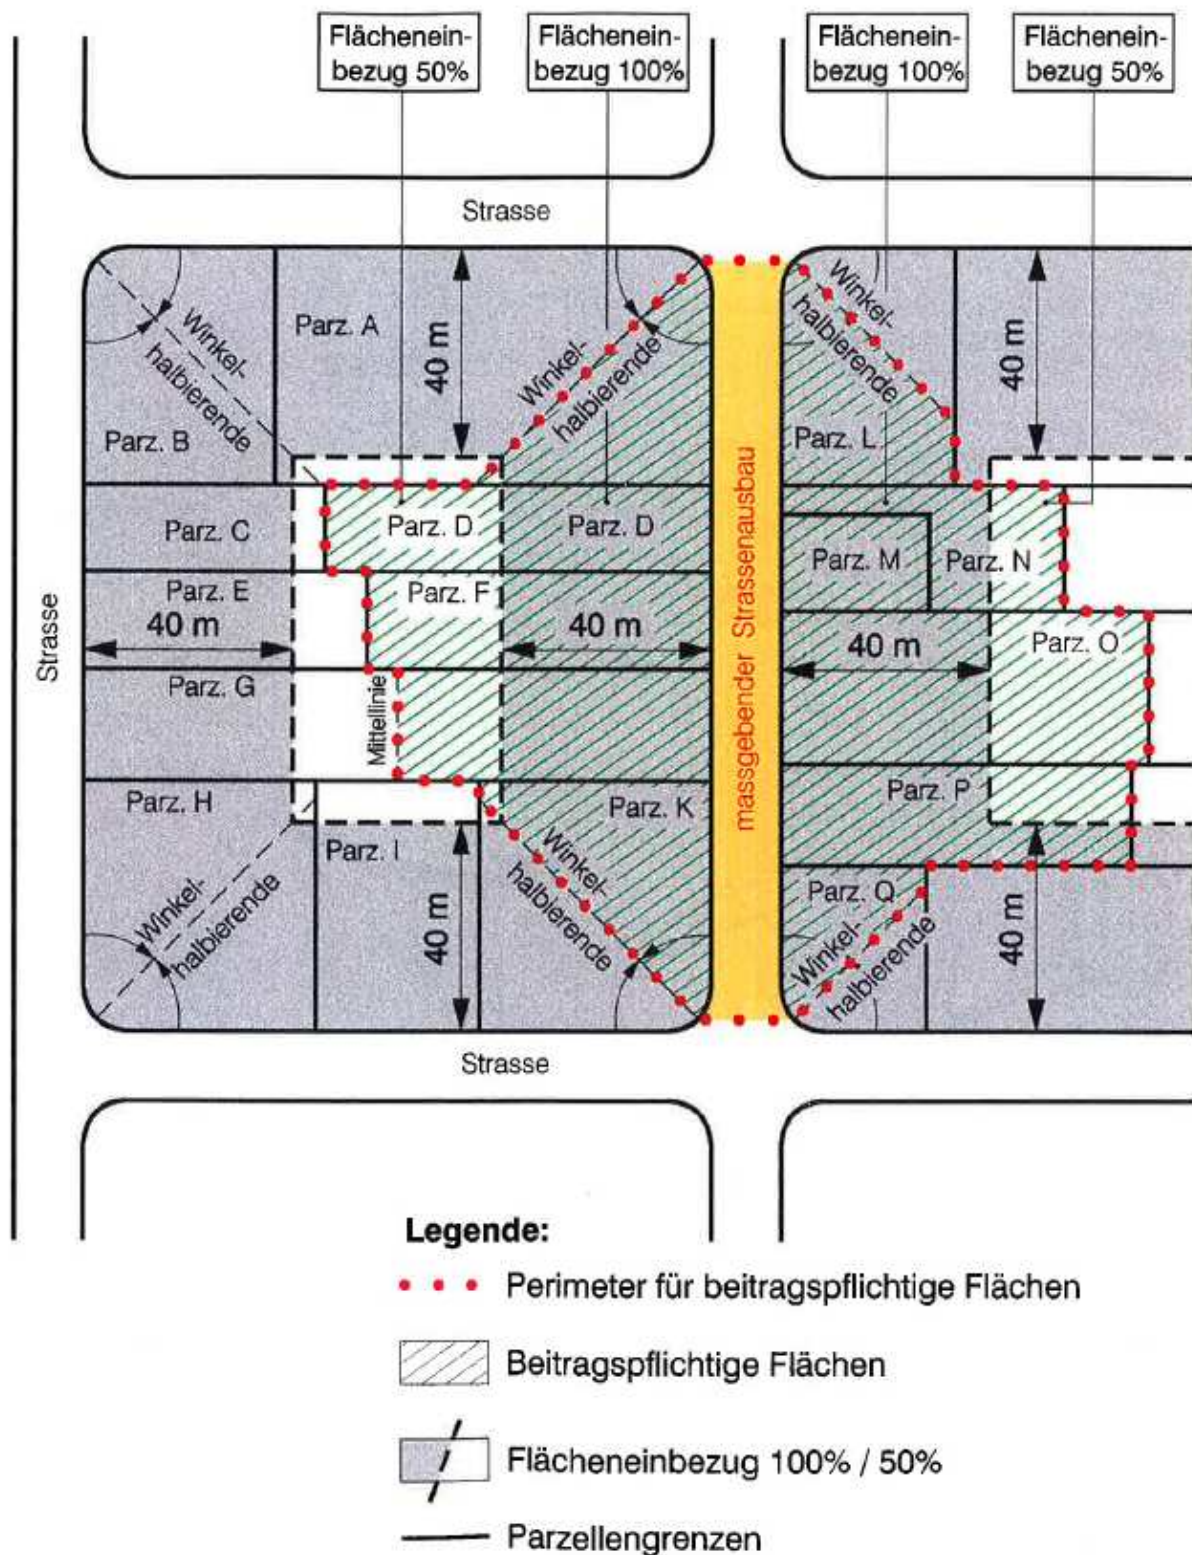 Flächenein-
bezug 50%
Flächenein-
bezug 100%
Flächenein-
bezug 100%
Flächenein-
bezug 50%
Strasse
Winkel-
halbierende
Parz. A
40 m
Winkel-
halbierende
Winkel-
halbierende
40 m
Parz. B
Parz. L
Parz. C
Parz. D
Parz. D
Parz. M
Parz. N
Parz. E
Parz. F
Strasse
40 m
40 m
massgebender Strassenausbau
40 m
Parz. O
Parz. G
Mittellinie
Parz. H
Parz. K
Parz. P
Parz. I
Winkel-
halbierende
40 m
Winkel-
halbierende
Parz. Q
Winkel-
halbierende
40 m
Strasse
Legende:
Perimeter für beitragspflichtige Flächen
Beitragspflichtige Flächen
Flächeneinbezug 100% / 50%
Parzellengrenzen